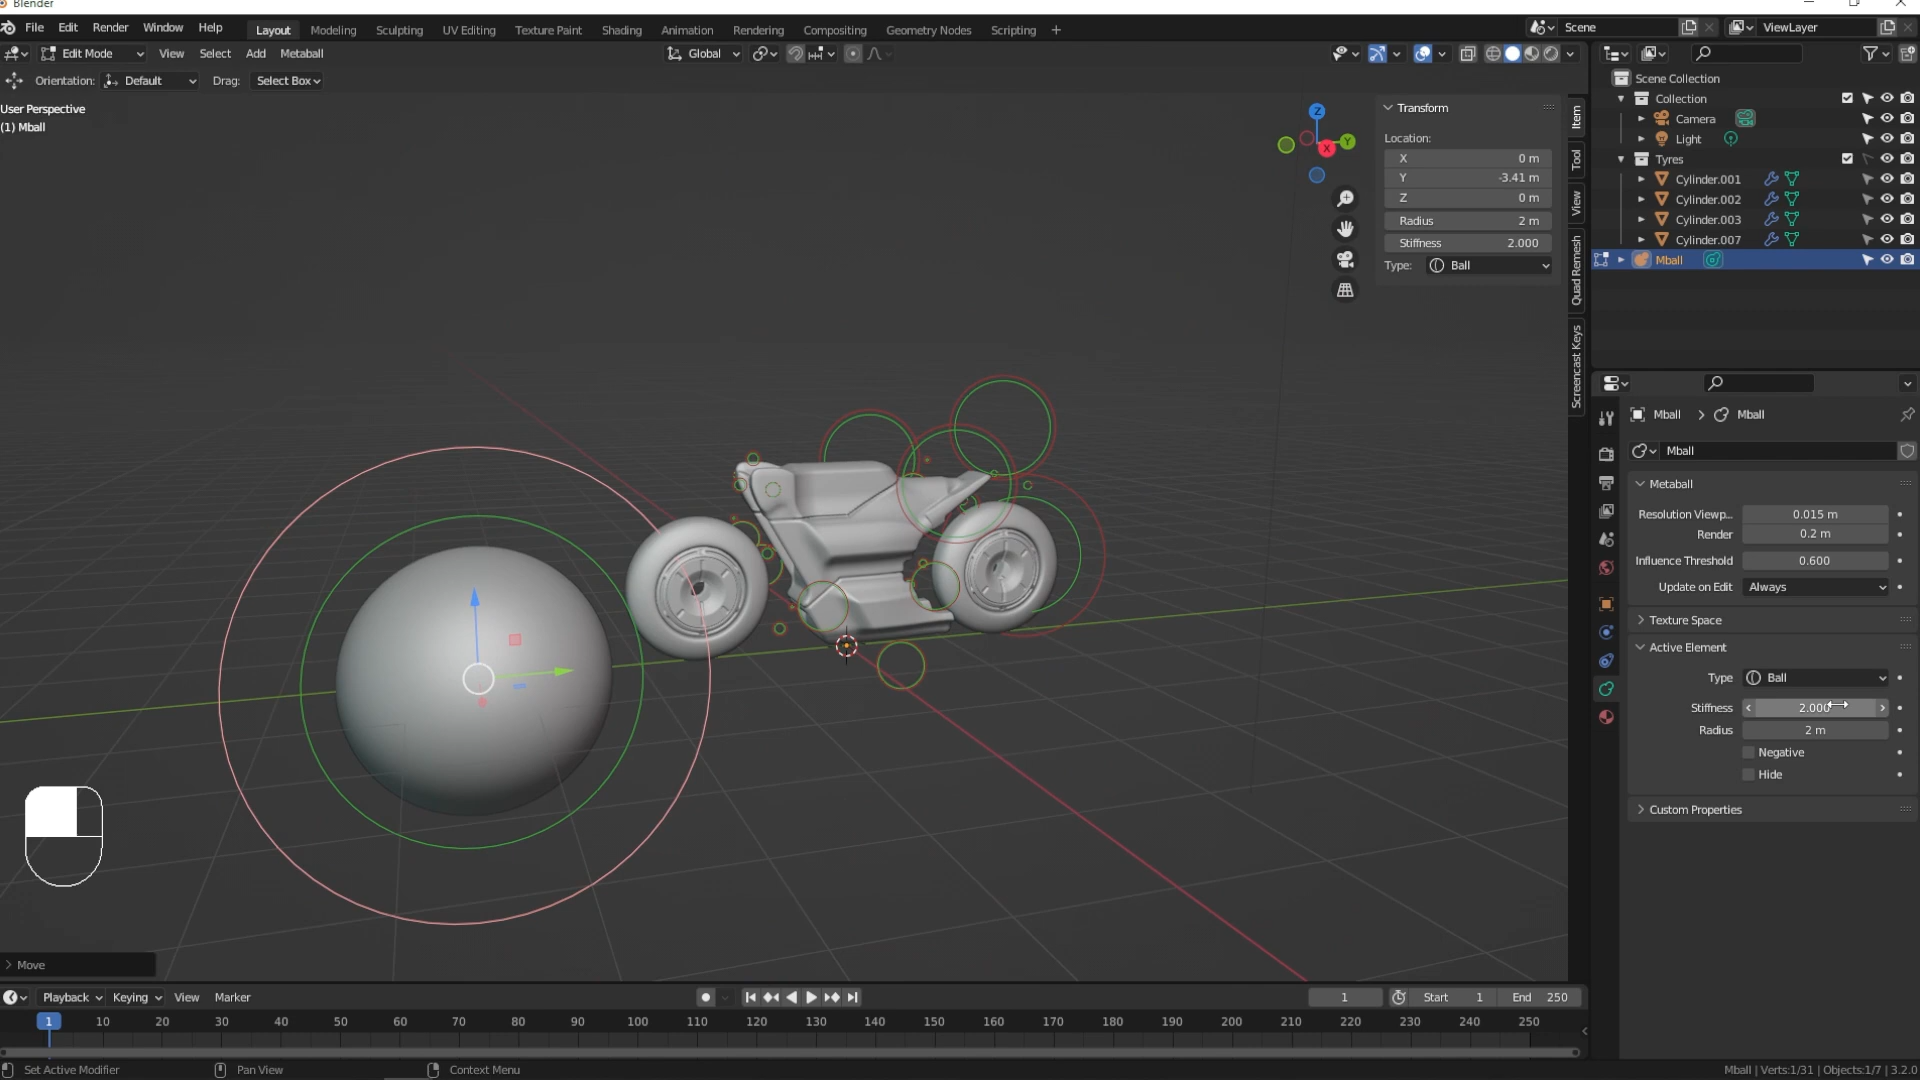 Blender
File Edit Render Window Help
Layout Modeling Sculpting UV Editing Texture Paint Shading Animation Rendering Compositing Geometry Nodes Scripting +
Scene
ViewLayer
Edit Mode View Select Add Metaball
Global
Orientation: Default Drag: Select Box
User Perspective
(1) Mball
Z
Y
X
Transform
Location:
X 0 m
Y -3.41 m
Z 0 m
Radius 2 m
Stiffness 2.000
Type: Ball
Item
Tool
View
Quad Remesh
Screencast Keys
Scene Collection
Collection
Camera
Light
Tyres
Cylinder.001
Cylinder.002
Cylinder.003
Cylinder.007
Mball
Mball > Mball
Mball
Metaball
Resolution Viewp... 0.015 m
Render 0.2 m
Influence Threshold 0.600
Update on Edit Always
Texture Space
Active Element
Type Ball
Stiffness 2.000
Radius 2 m
Negative
Hide
Custom Properties
Move
Playback Keying View Marker
1
Start 1 End 250
1 10 20 30 40 50 60 70 80 90 100 110 120 130 140 150 160 170 180 190 200 210 220 230 240 250
Set Active Modifier
Pan View
Context Menu
Mball | Verts:1/31 | Objects:1/7 | 3.2.0